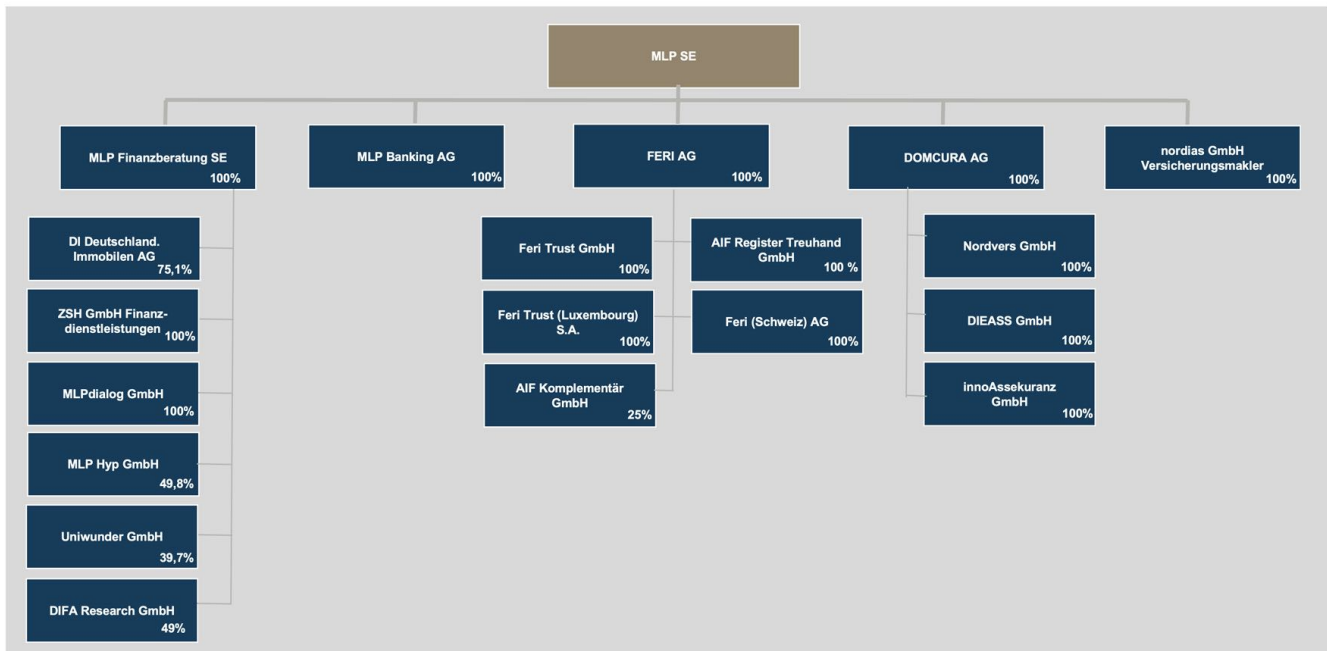 MLP SE
MLP Finanzberatung SE
100%
MLP Banking AG
100%
FERI AG
100%
DOMCURA AG
100%
nordias GmbH
Versicherungsmakler
100%
DI Deutschland.
Immobilen AG
75,1%
ZSH GmbH Finanz-
dienstleistungen
100%
MLPdialog GmbH
100%
MLP Hyp GmbH
49,8%
Uniwunder GmbH
39,7%
DIFA Research GmbH
49%
Feri Trust GmbH
100%
AIF Register Treuhand
GmbH
100 %
Feri Trust (Luxembourg)
S.A.
100%
Feri (Schweiz) AG
100%
AIF Komplementär
GmbH
25%
Nordvers GmbH
100%
DIEASS GmbH
100%
innoAssekuranz
GmbH
100%